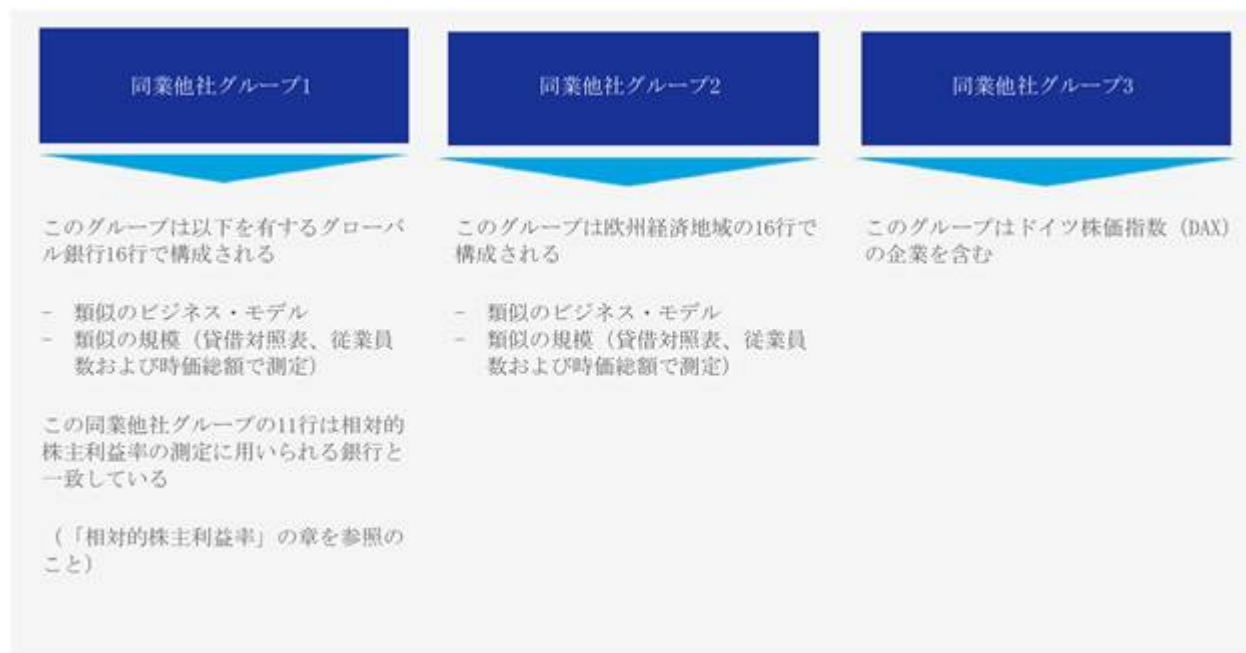 同業他社グループ1
このグループは以下を有するグローバ
ル銀行16行で構成される
- 類似のビジネス・モデル
- 類似の規模（貸借対照表、従業員
数および時価総額で測定）
この同業他社グループの11行は相対的
株主利益率の測定に用いられる銀行と
一致している
（「相対的株主利益率」の章を参照の
こと）
同業他社グループ2
このグループは欧州経済地域の16行で
構成される
- 類似のビジネス・モデル
- 類似の規模（貸借対照表、従業員
数および時価総額で測定）
同業他社グループ3
このグループはドイツ株価指数（DAX）
の企業を含む